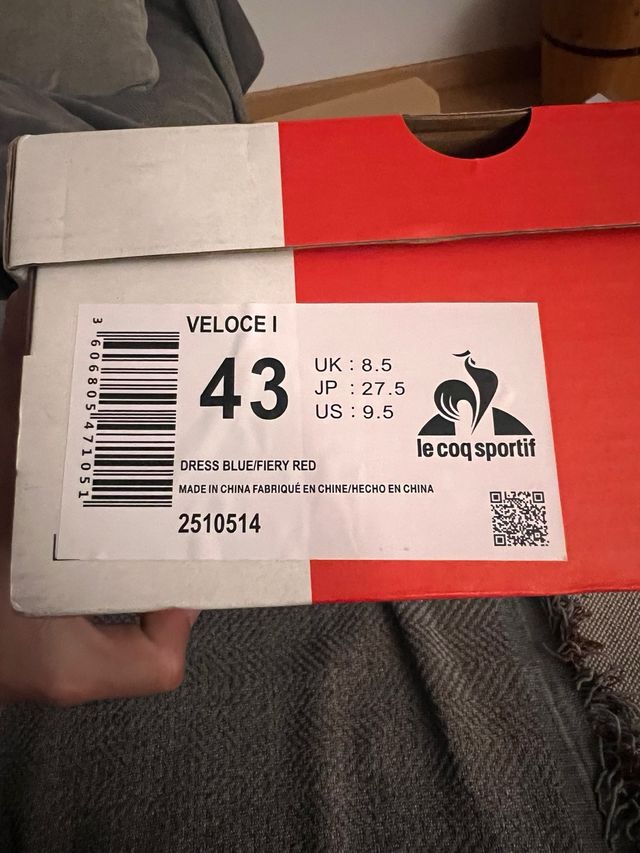 VELOCE I
43
UK : 8.5
JP : 27.5
US : 9.5
le coq sportif
DRESS BLUE/FIERY RED
MADE IN CHINA FABRIQUÉ EN CHINE/HECHO EN CHINA
2510514
3 606805 471051